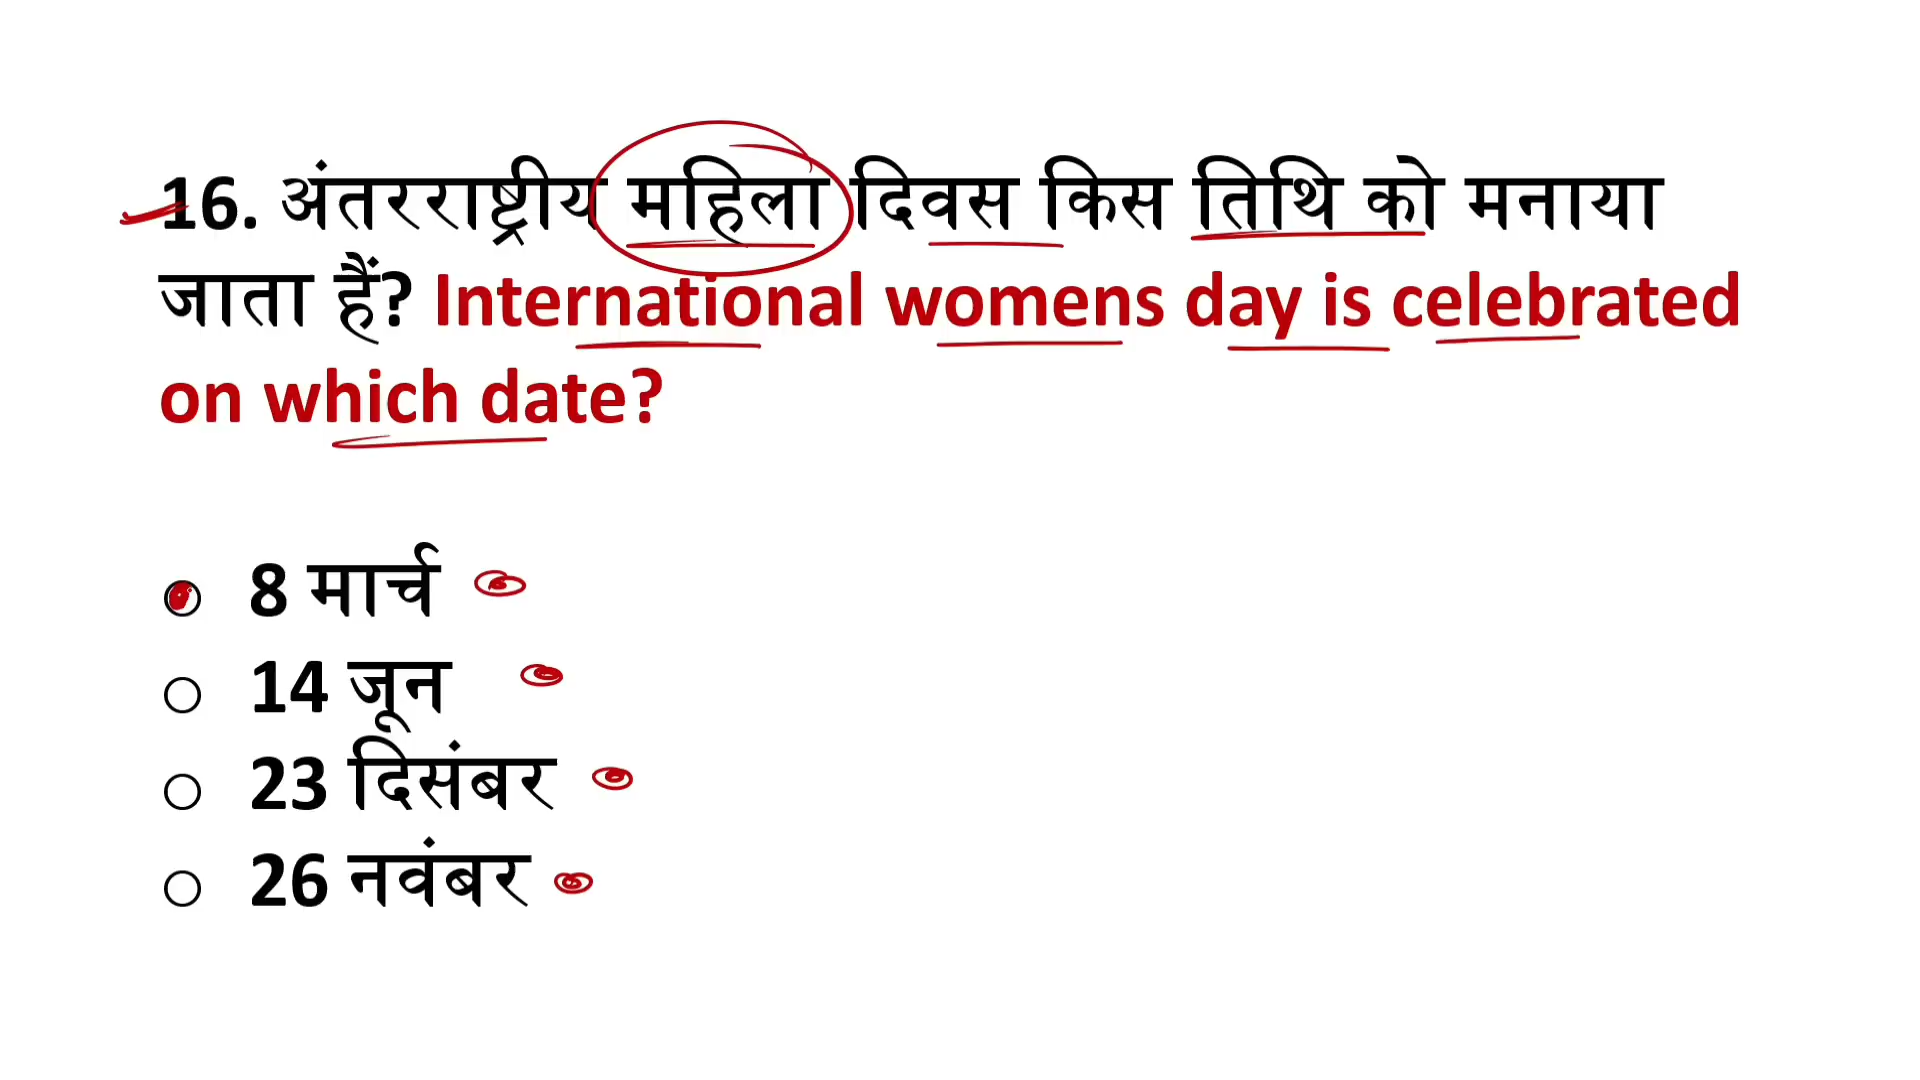 16. अंतरराष्ट्रीय महिला दिवस किस तिथि को मनाया
जाता हैं? International womens day is celebrated
on which date?
8 मार्च
14 जून
23 दिसंबर
26 नवंबर